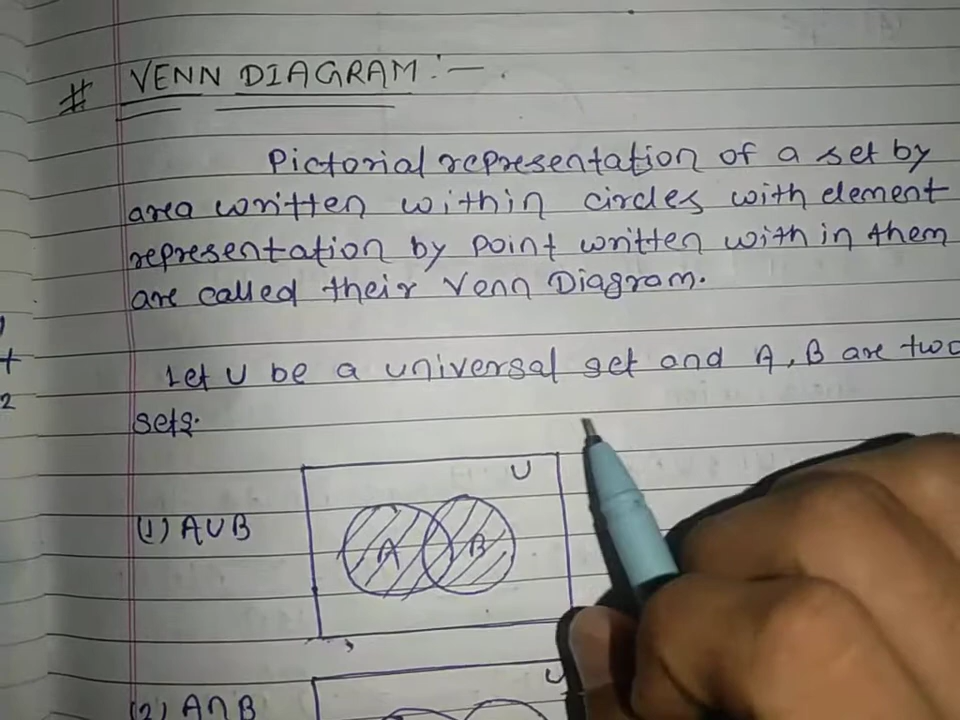 # VENN DIAGRAM :-.
Pictorial representation of a set by
area written within circles with element
representation by point written with in them
are called their Venn Diagram.
Let U be a universal set and A, B are two
sets.
U
(1) A∪B
A B
U
(2) A∩B
+
2